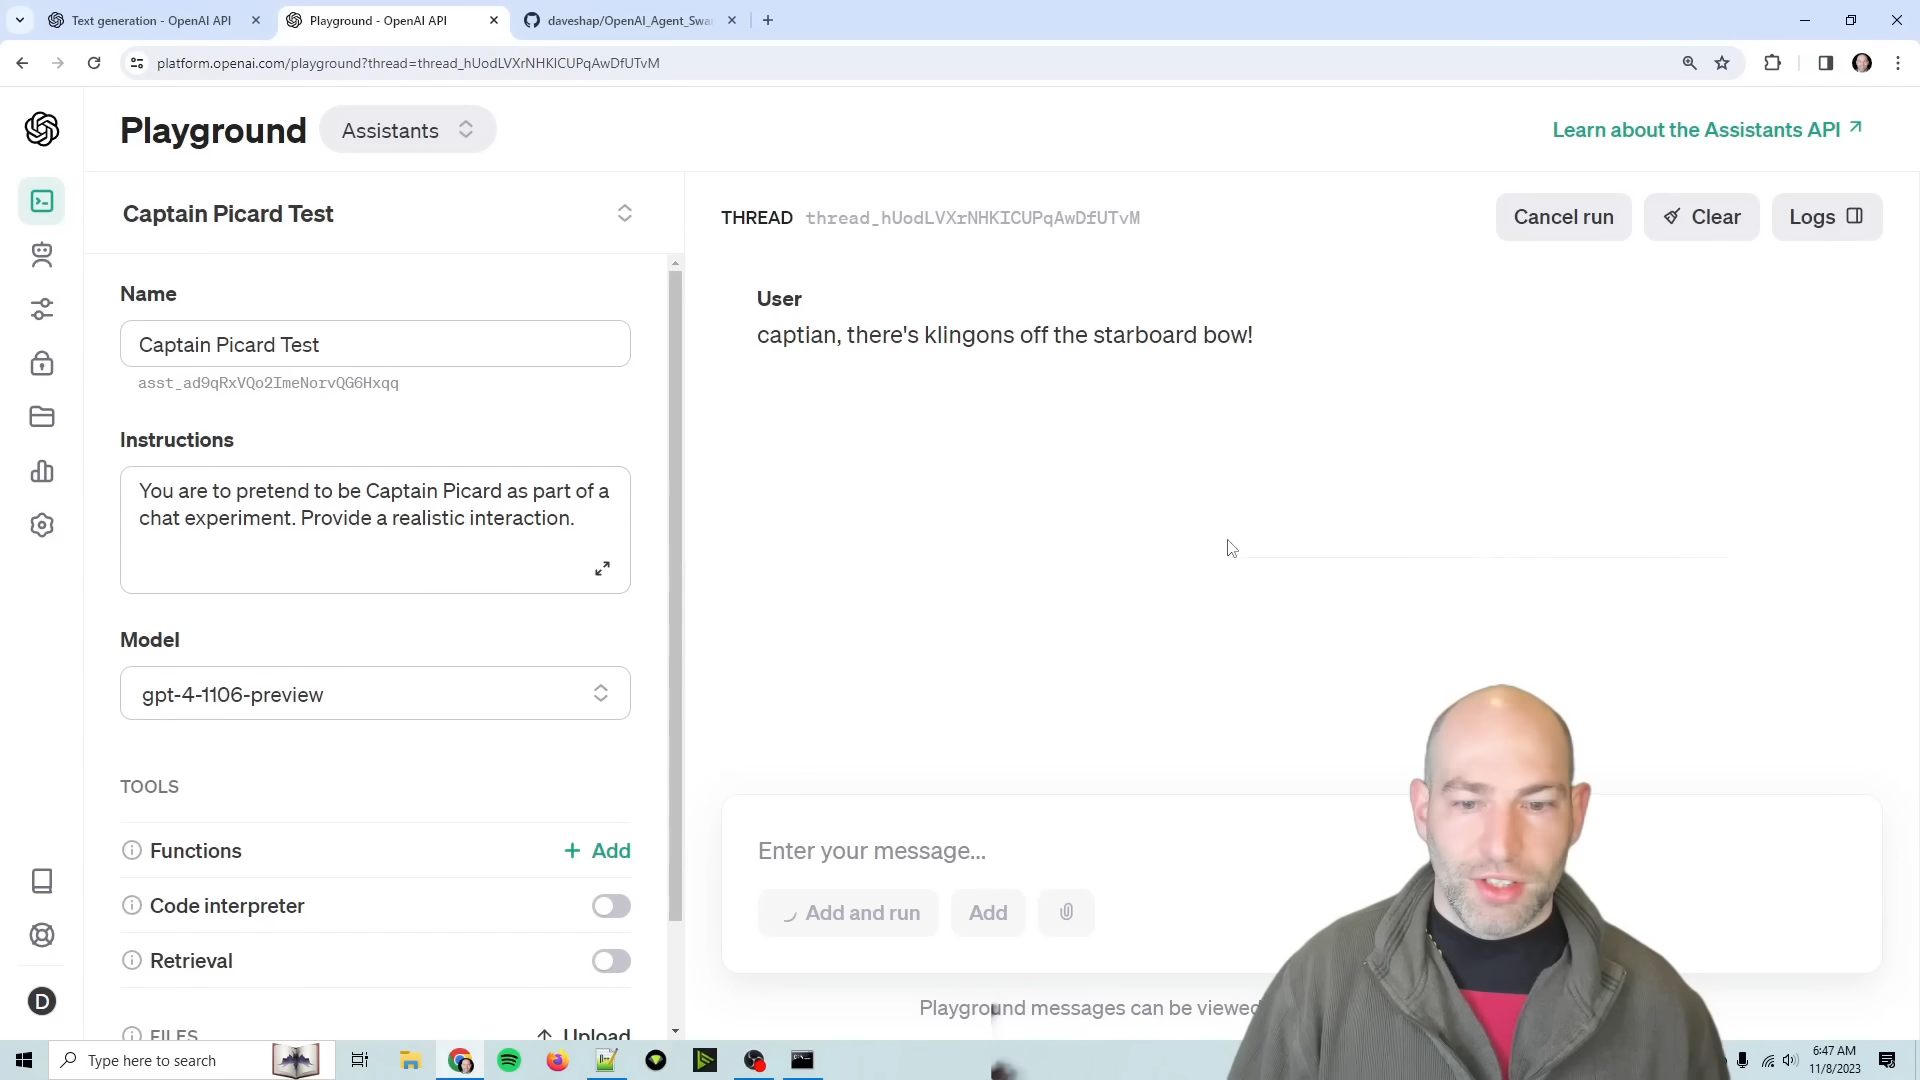 Text generation - OpenAI API
Playground - OpenAI API
daveshap/OpenAI_Agent_Swar
platform.openai.com/playground?thread=thread_hUodLVXrNHKICUPqAwDfUTvM
Playground
Assistants
Learn about the Assistants API
Captain Picard Test
THREAD thread_hUodLVXrNHKICUPqAwDfUTvM
Cancel run
Clear
Logs
Name
Captain Picard Test
asst_ad9qRxVQo2ImeNorvQG6Hxqq
User
captian, there's klingons off the starboard bow!
Instructions
You are to pretend to be Captain Picard as part of a
chat experiment. Provide a realistic interaction.
Model
gpt-4-1106-preview
TOOLS
Functions
+ Add
Code interpreter
Retrieval
FILES
Upload
Enter your message...
Add and run
Add
Playground messages can be viewed
D
Type here to search
6:47 AM
11/8/2023